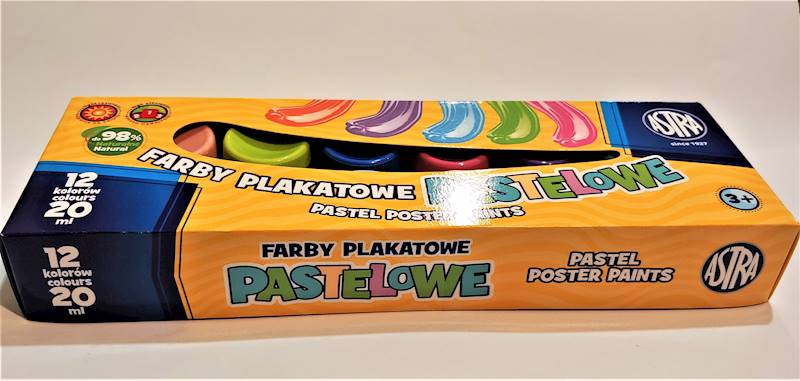 do 98%
Naturalne
Natural
ASTRA
since 1927
FARBY PLAKATOWE PASTELOWE
PASTEL POSTER PAINTS
12
kolorów
colours
20
ml
3+
12
kolorów
colours
20
ml
FARBY PLAKATOWE
PASTELOWE
PASTEL
POSTER PAINTS
ASTRA